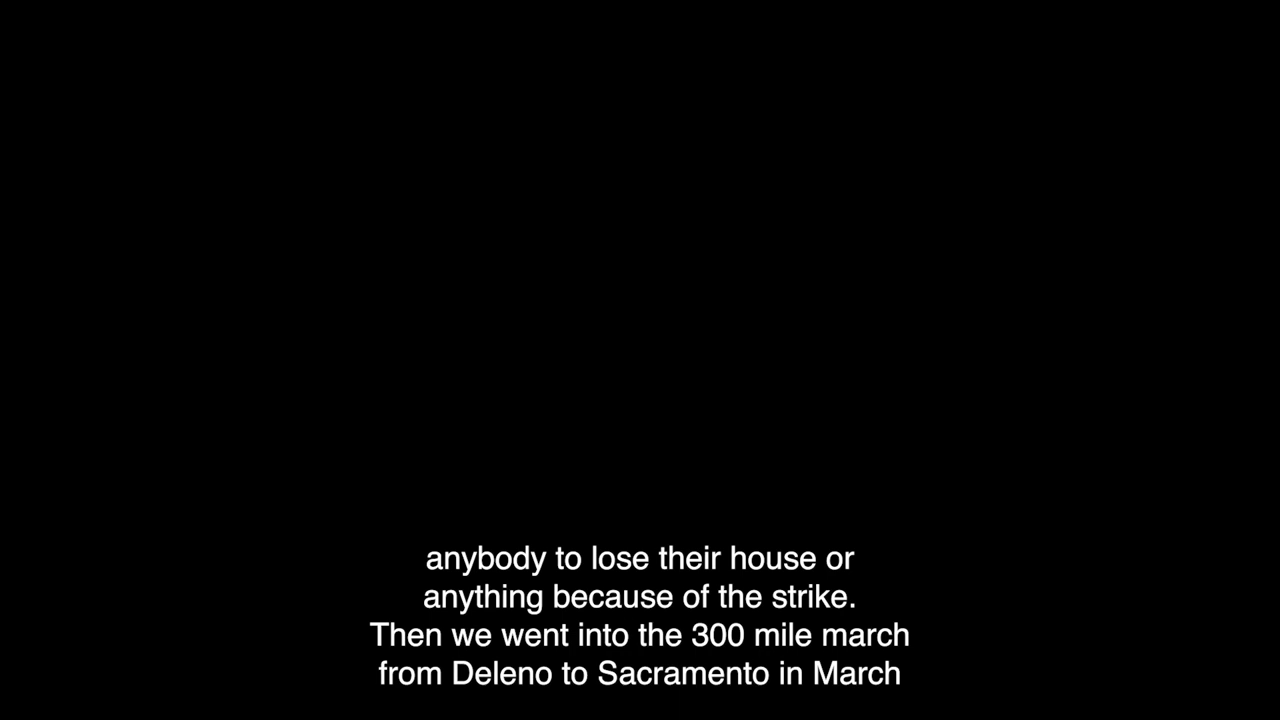 anybody to lose their house or
anything because of the strike.
Then we went into the 300 mile march
from Deleno to Sacramento in March